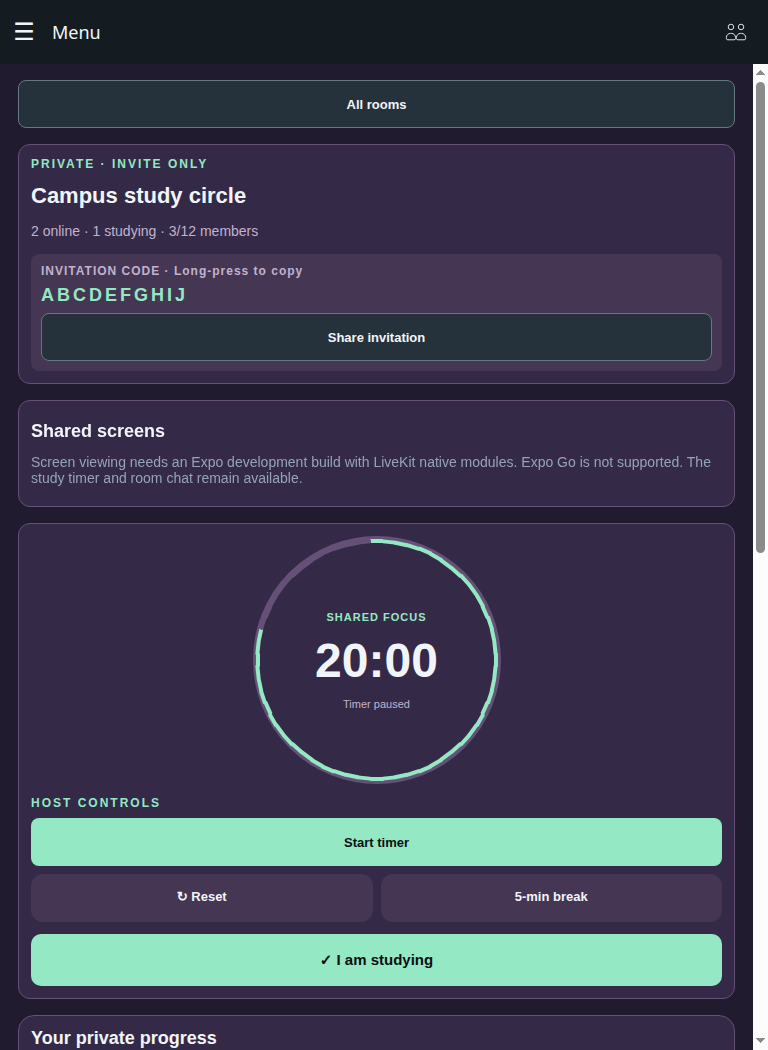 ☰ Menu
All rooms
PRIVATE · INVITE ONLY
Campus study circle
2 online · 1 studying · 3/12 members
INVITATION CODE · Long-press to copy
ABCDEFGHIJ
Share invitation
Shared screens
Screen viewing needs an Expo development build with LiveKit native modules. Expo Go is not supported. The
study timer and room chat remain available.
SHARED FOCUS
20:00
Timer paused
HOST CONTROLS
Start timer
↻ Reset
5-min break
✓ I am studying
Your private progress